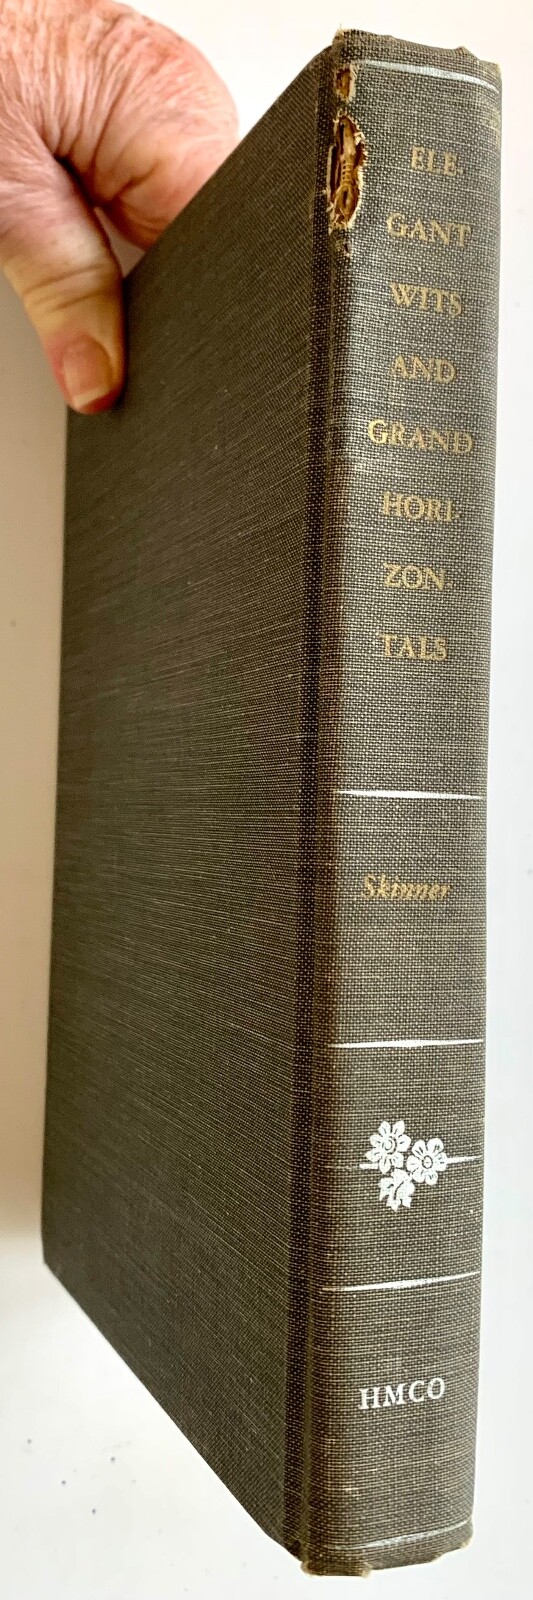 ELE-
GANT
WITS
AND
GRAND
HORI-
ZON-
TALS
Skinner
HMCO